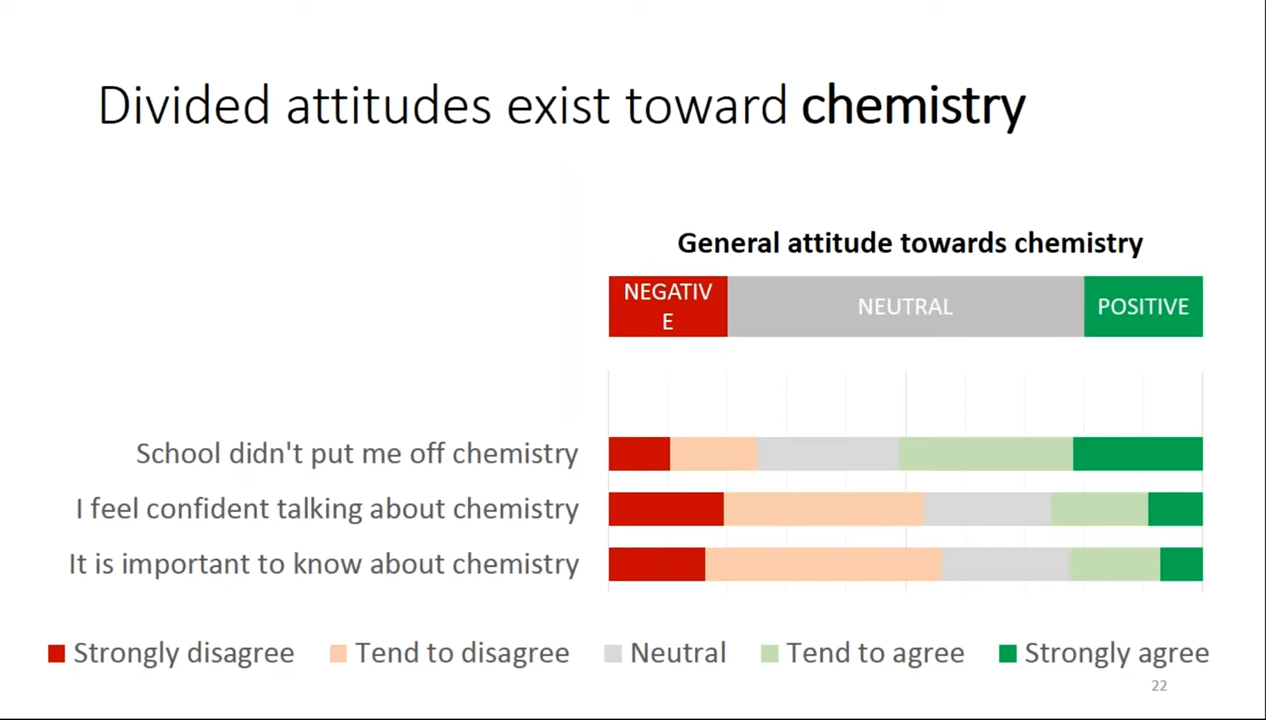 Divided attitudes exist toward chemistry
General attitude towards chemistry
NEGATIV
E
NEUTRAL
POSITIVE
School didn't put me off chemistry
I feel confident talking about chemistry
It is important to know about chemistry
Strongly disagree
Tend to disagree
Neutral
Tend to agree
Strongly agree
22